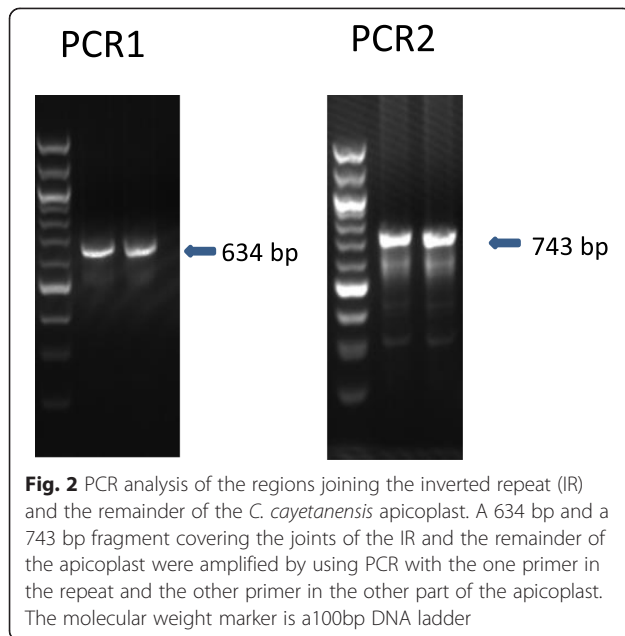 PCR1
PCR2
634 bp
743 bp
Fig. 2 PCR analysis of the regions joining the inverted repeat (IR)
and the remainder of the C. cayetanensis apicoplast. A 634 bp and a
743 bp fragment covering the joints of the IR and the remainder of
the apicoplast were amplified by using PCR with the one primer in
the repeat and the other primer in the other part of the apicoplast.
The molecular weight marker is a100bp DNA ladder